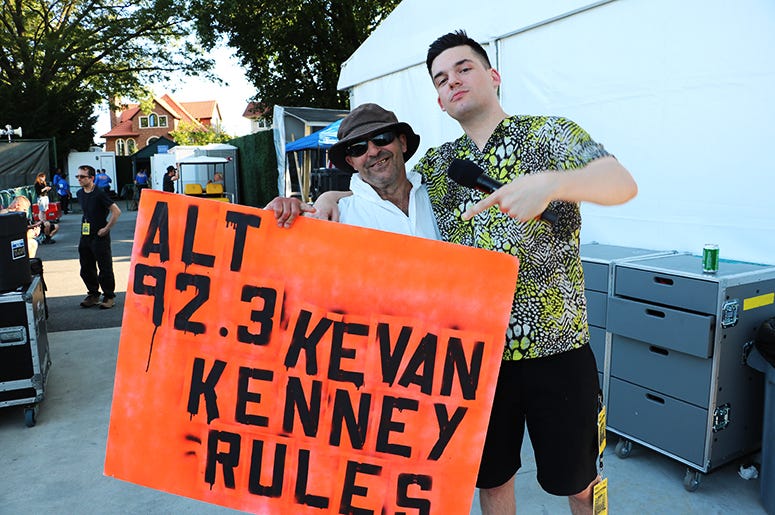 ALT
92.3 KEVAN
KENNEY
RULES